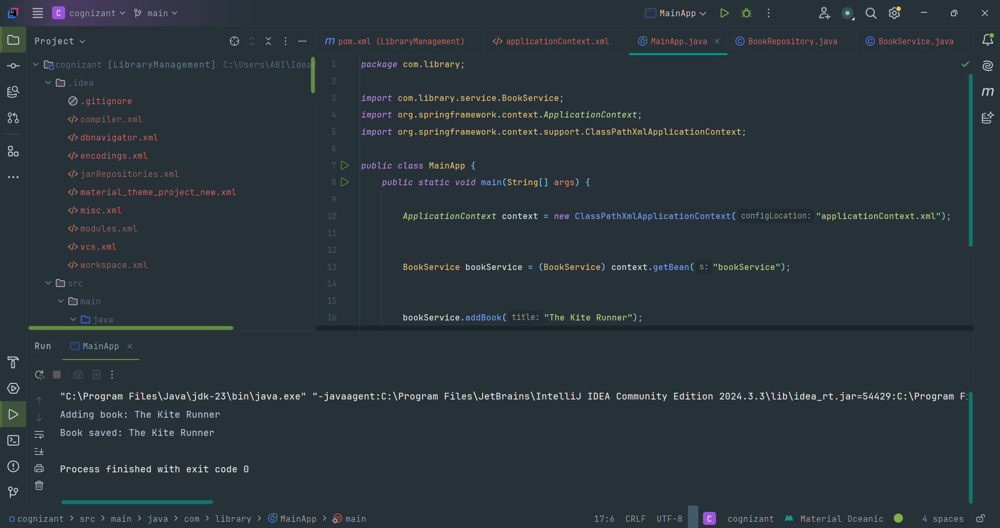 C cognizant main MainApp
Project
pom.xml (LibraryManagement) applicationContext.xml MainApp.java BookRepository.java BookService.java
cognizant [LibraryManagement] C:\Users\ABI\Idea
.idea
.gitignore
compiler.xml
dbnavigator.xml
encodings.xml
jarRepositories.xml
material_theme_project_new.xml
misc.xml
modules.xml
vcs.xml
workspace.xml
src
main
java
1 package com.library;
2
3 import com.library.service.BookService;
4 import org.springframework.context.ApplicationContext;
5 import org.springframework.context.support.ClassPathXmlApplicationContext;
6
7 public class MainApp {
8 public static void main(String[] args) {
9
10 ApplicationContext context = new ClassPathXmlApplicationContext( configLocation: "applicationContext.xml");
11
12
13 BookService bookService = (BookService) context.getBean( s: "bookService");
14
15
16 bookService.addBook( title: "The Kite Runner");
Run MainApp
"C:\Program Files\Java\jdk-23\bin\java.exe" "-javaagent:C:\Program Files\JetBrains\IntelliJ IDEA Community Edition 2024.3.3\lib\idea_rt.jar=54429:C:\Program
Adding book: The Kite Runner
Book saved: The Kite Runner
Process finished with exit code 0
cognizant > src > main > java > com > library > MainApp > main 17:6 CRLF UTF-8 C cognizant Material Oceanic 4 spaces